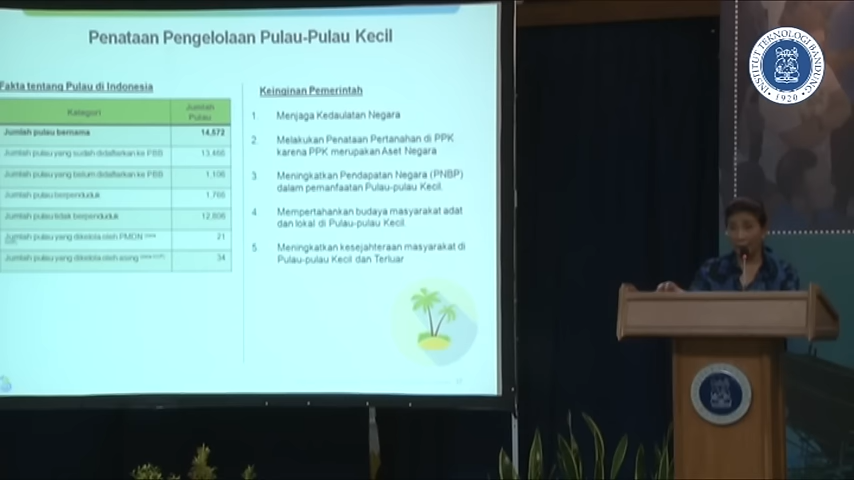 Penataan Pengelolaan Pulau-Pulau Kecil
Fakta tentang Pulau di Indonesia
Kategori
Jumlah
Pulau
Jumlah pulau bernama 14,572
Jumlah pulau yang sudah didaftarkan ke PBB 13,466
Jumlah pulau yang belum didaftarkan ke PBB 1,106
Jumlah pulau berpenduduk 1,766
Jumlah pulau tidak berpenduduk 12,806
Jumlah pulau yang dikelola oleh PMDN 21
Jumlah pulau yang dikelola oleh asing 34
Keinginan Pemerintah
1 Menjaga Kedaulatan Negara
2 Melakukan Penataan Pertanahan di PPK
karena PPK merupakan Aset Negara
3 Meningkatkan Pendapatan Negara (PNBP)
dalam pemanfaatan Pulau-pulau Kecil.
4 Mempertahankan budaya masyarakat adat
dan lokal di Pulau-pulau Kecil.
5 Meningkatkan kesejahteraan masyarakat di
Pulau-pulau Kecil dan Terluar
INSTITUT TEKNOLOGI BANDUNG
1920